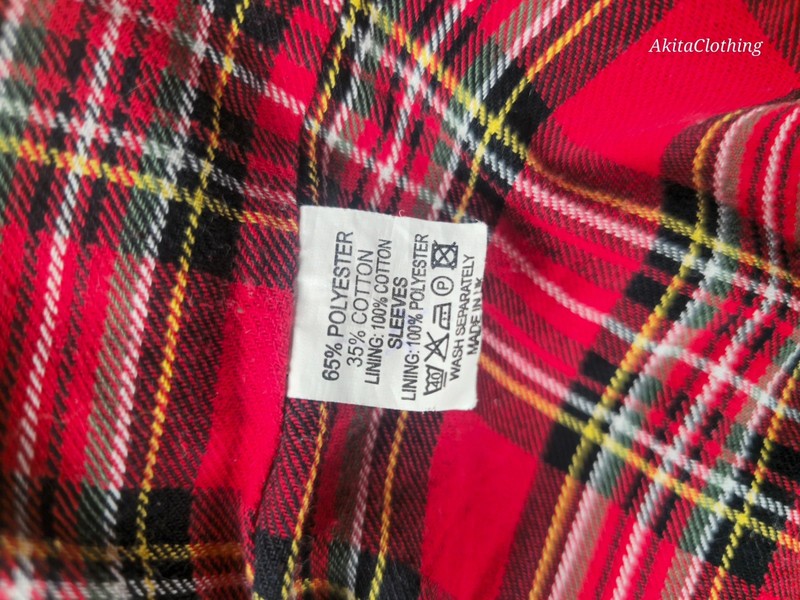 AkitaClothing
65% POLYESTER
35% COTTON
LINING: 100% COTTON
SLEEVES
LINING: 100% POLYESTER
P
WASH SEPARATELY
MADE IN UK